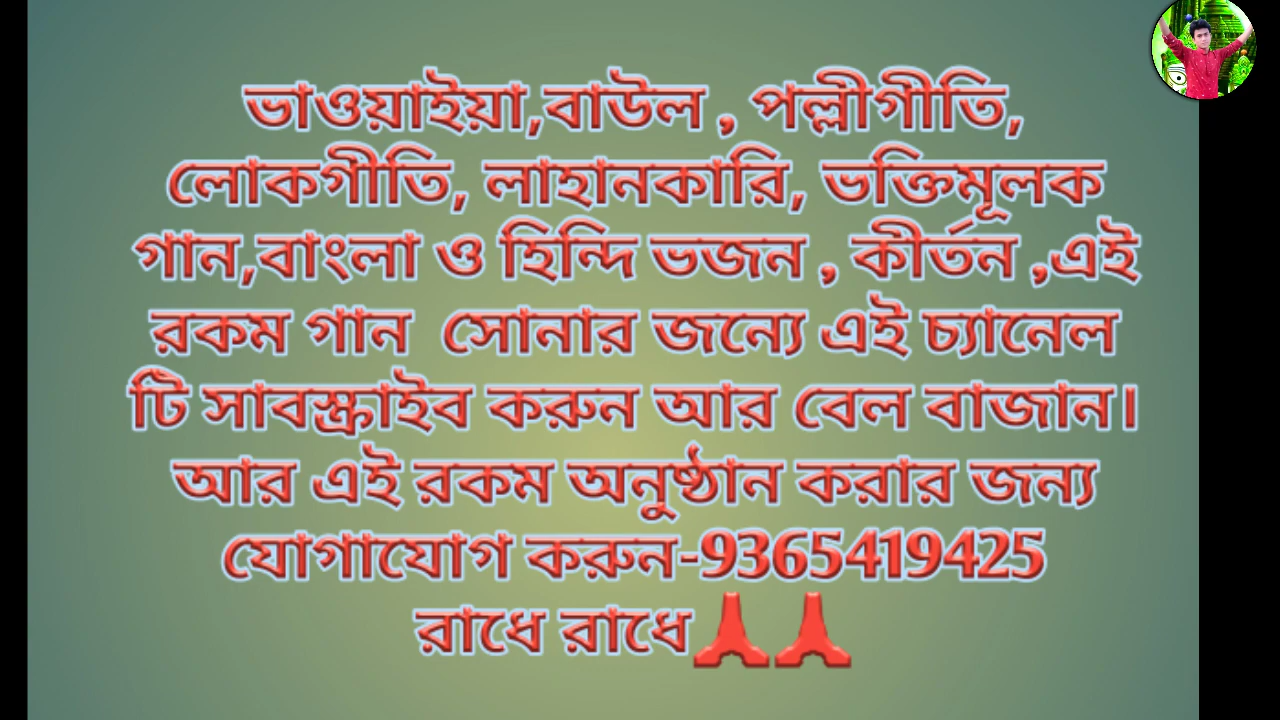 ভাওয়াইয়া,বাউল , পল্লীগীতি,
লোকগীতি, লাহানকারি, ভক্তিমূলক
গান,বাংলা ও হিন্দি ভজন , কীর্তন ,এই
রকম গান সোনার জন্যে এই চ্যানেল
টি সাবস্ক্রাইব করুন আর বেল বাজান।
আর এই রকম অনুষ্ঠান করার জন্য
যোগাযোগ করুন-9365419425
রাধে রাধে🙏🙏